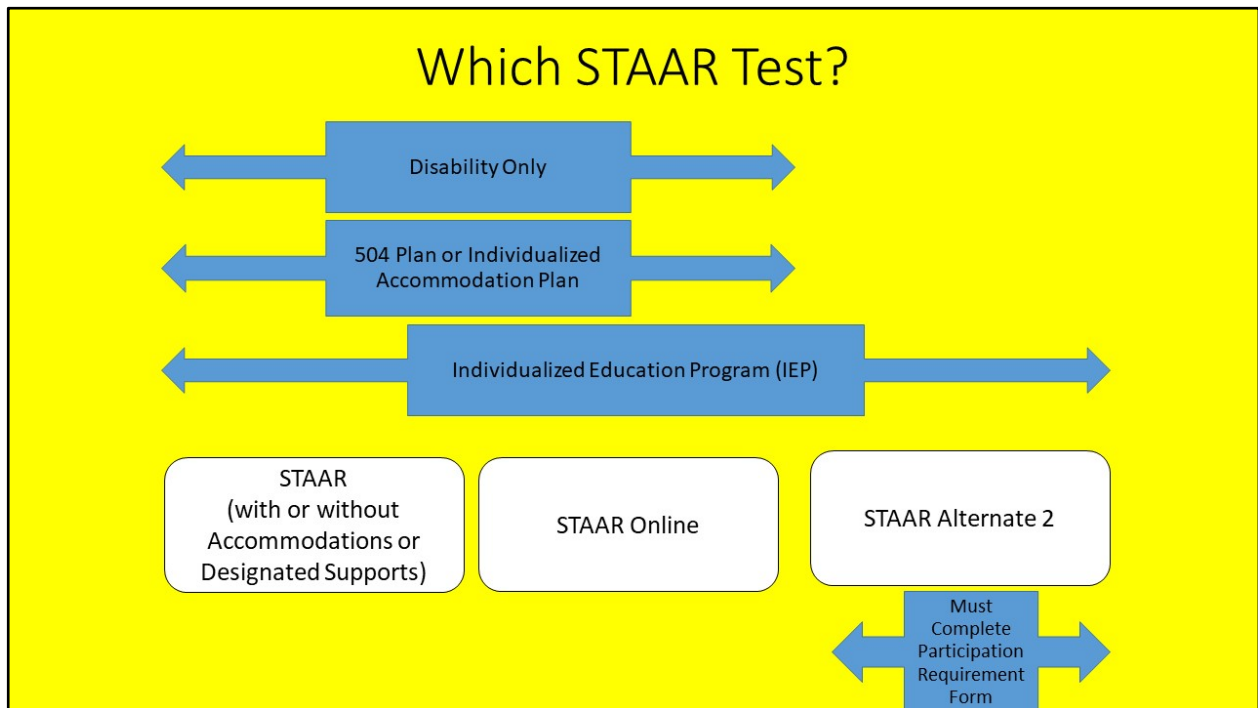 Which STAAR Test?
Disability Only
504 Plan or Individualized
Accommodation Plan
Individualized Education Program (IEP)
STAAR
(with or without
Accommodations or
Designated Supports)
STAAR Online
STAAR Alternate 2
Must
Complete
Participation
Requirement
Form